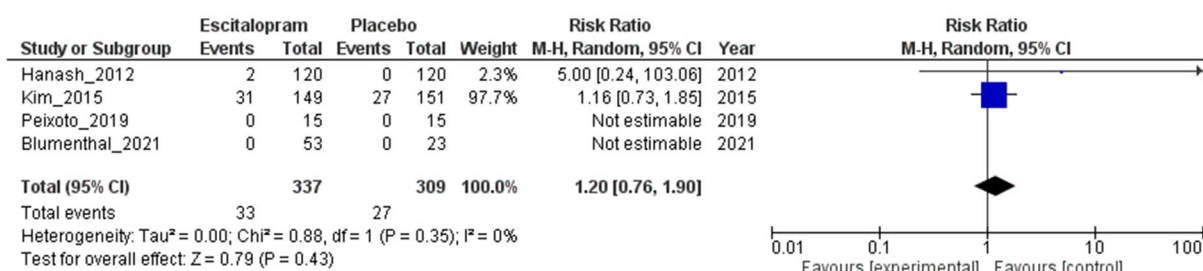 Escitalopram Placebo Risk Ratio Risk Ratio
Study or Subgroup Events Total Events Total Weight M-H, Random, 95% CI Year M-H, Random, 95% CI
Hanash_2012 2 120 0 120 2.3% 5.00 [0.24, 103.06] 2012
Kim_2015 31 149 27 151 97.7% 1.16 [0.73, 1.85] 2015
Peixoto_2019 0 15 0 15 Not estimable 2019
Blumenthal_2021 0 53 0 23 Not estimable 2021
Total (95% CI) 337 309 100.0% 1.20 [0.76, 1.90]
Total events 33 27
Heterogeneity: Tau² = 0.00; Chi² = 0.88, df = 1 (P = 0.35); I² = 0%
Test for overall effect: Z = 0.79 (P = 0.43)
0.01 0.1 1 10 100
Favours [experimental] Favours [control]